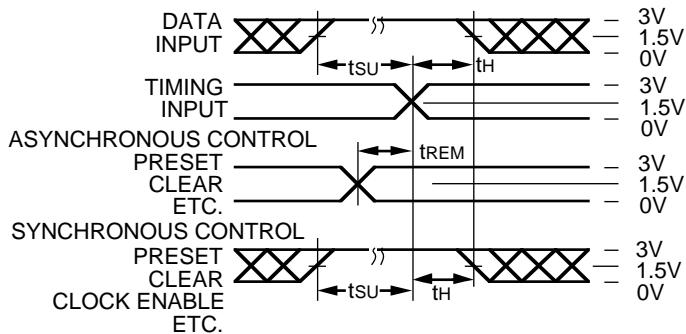 DATA
INPUT
tSU
tH
3V
1.5V
0V
TIMING
INPUT
3V
1.5V
0V
ASYNCHRONOUS CONTROL
PRESET
CLEAR
ETC.
tREM
3V
1.5V
0V
SYNCHRONOUS CONTROL
PRESET
CLEAR
CLOCK ENABLE
ETC.
tSU
tH
3V
1.5V
0V